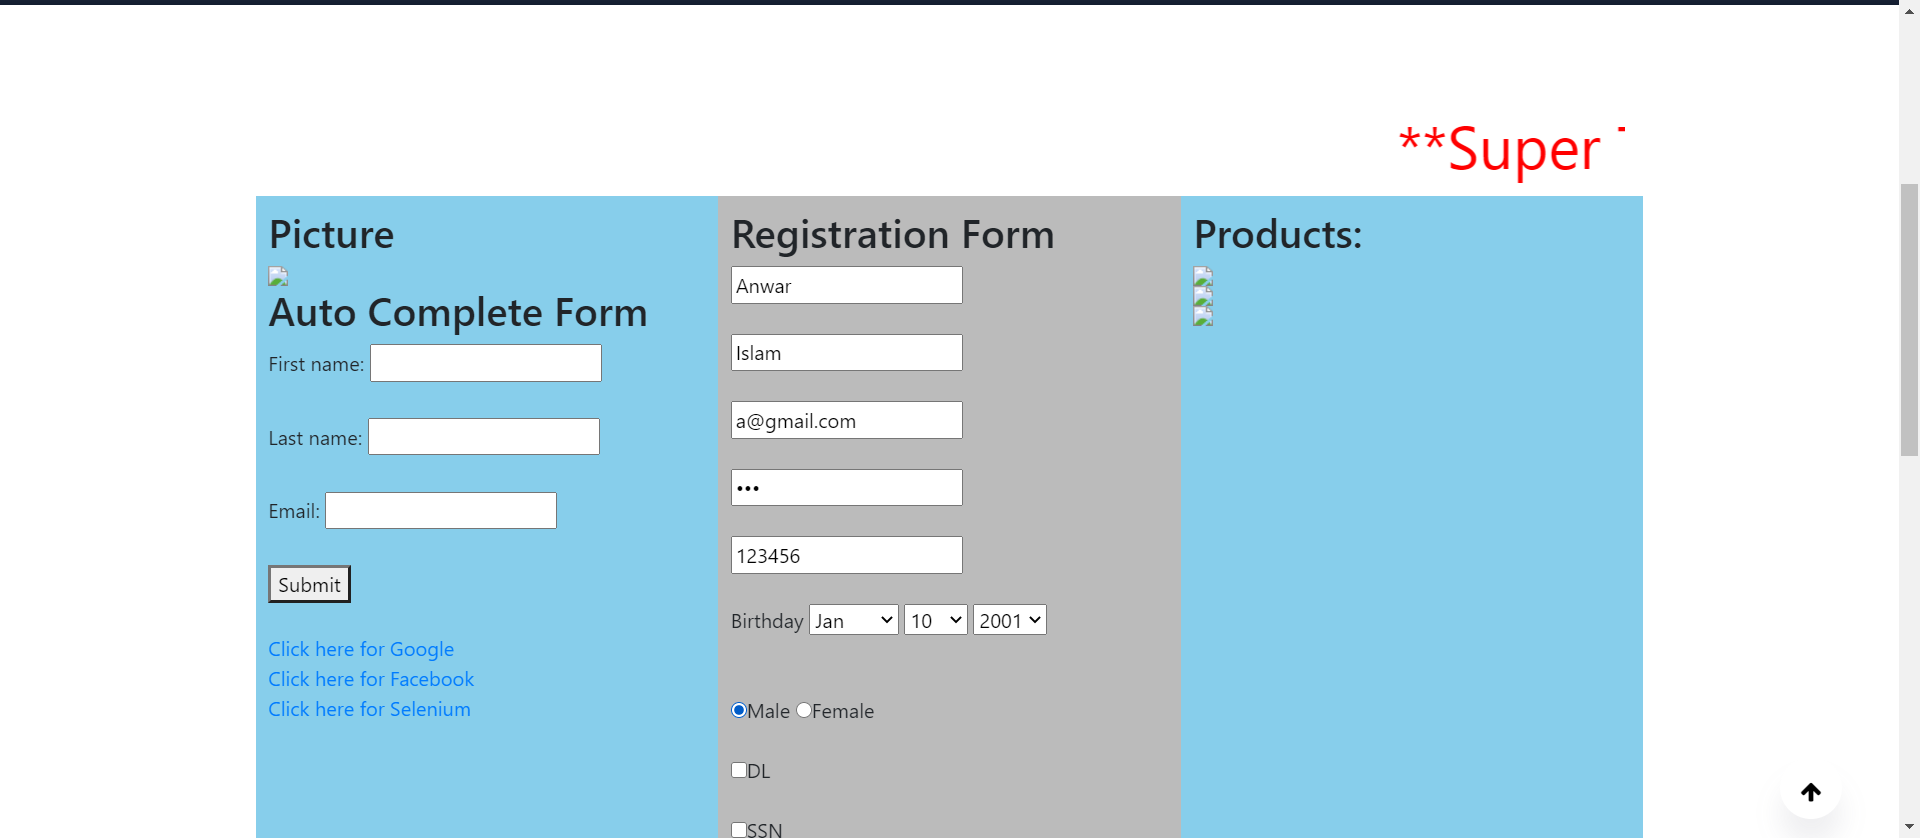 **Super
Picture
Auto Complete Form
First name:
Last name:
Email:
Submit
Click here for Google
Click here for Facebook
Click here for Selenium
Registration Form
Anwar
Islam
a@gmail.com
•••
123456
Birthday Jan 10 2001
Male Female
DL
SSN
Products: